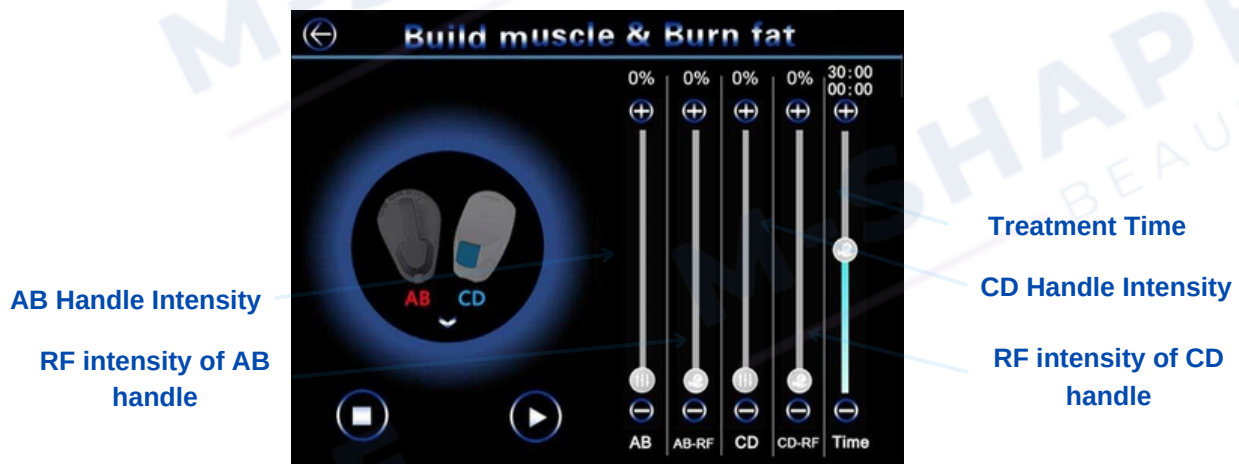 Build muscle & Burn fat
0% 0% 0% 0% 30:00
00:00
AB CD
AB AB-RF CD CD-RF Time
AB Handle Intensity
RF intensity of AB
handle
Treatment Time
CD Handle Intensity
RF intensity of CD
handle
M-SHAPE
BEAU